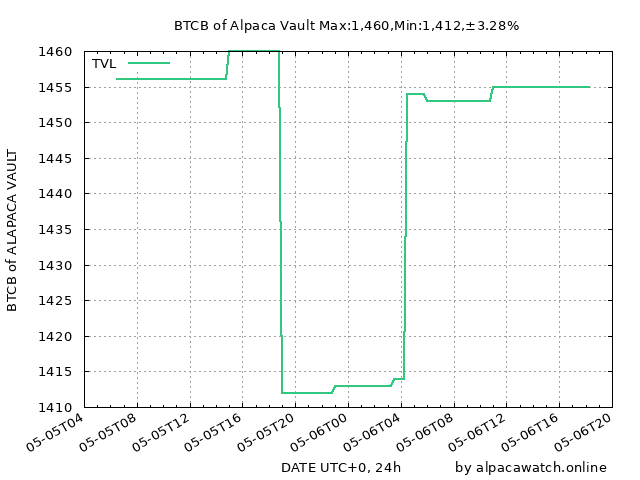 BTCB of Alpaca Vault Max:1,460,Min:1,412,±3.28%
TVL
1460
1455
1450
1445
1440
1435
1430
1425
1420
1415
1410
BTCB of ALAPACA VAULT
05-05T04
05-05T08
05-05T12
05-05T16
05-05T20
05-06T00
05-06T04
05-06T08
05-06T12
05-06T16
05-06T20
DATE UTC+0, 24h
by alpacawatch.online